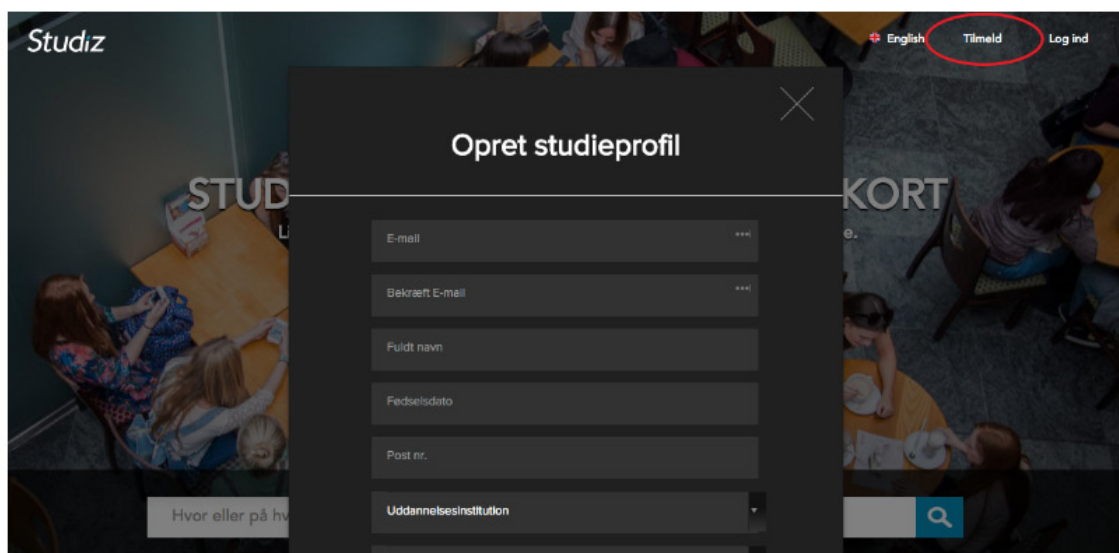 Studiz
English Tilmeld Log ind
Opret studieprofil
STUD KORT
e.
E-mail
Bekræft E-mail
Fuldt navn
Fødselsdato
Post nr.
Uddannelsesinstitution
Hvor eller på hv